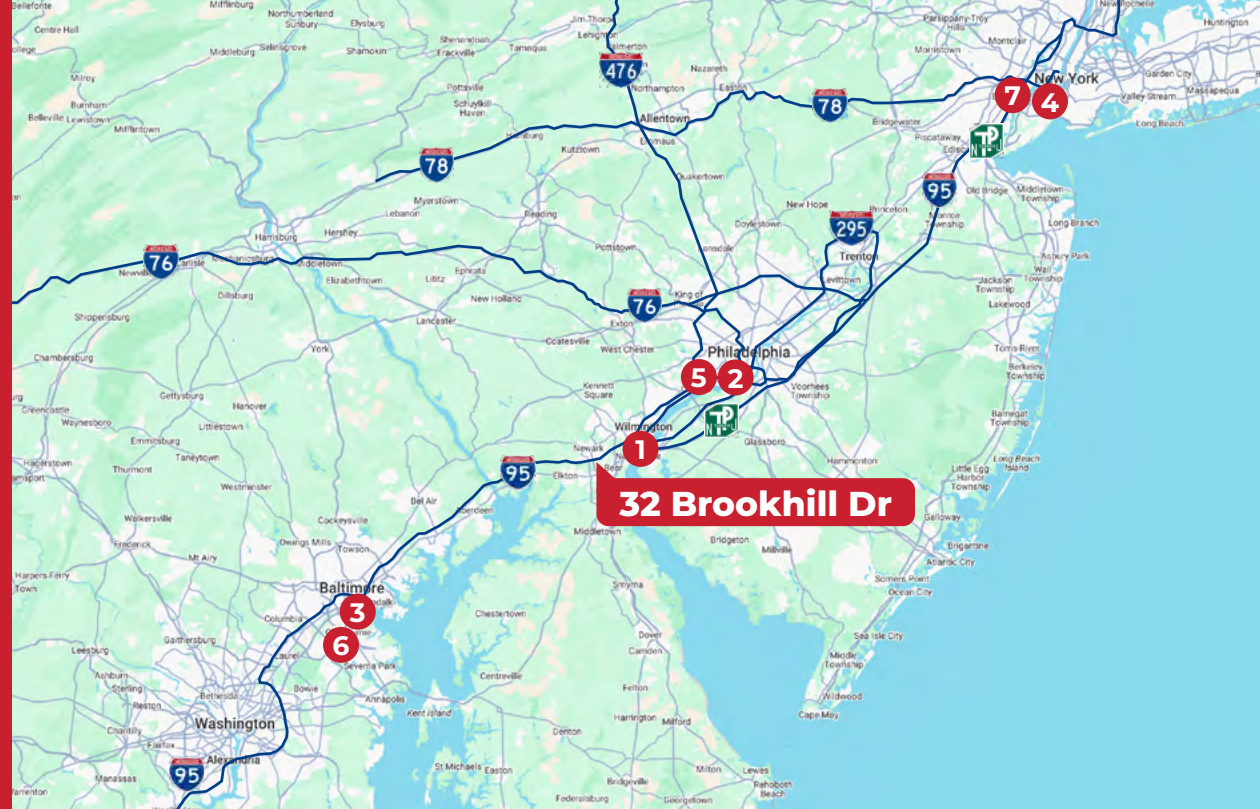 Bellefonte
Mifflinburg
New Rochelle
Northumberland
Sunbury
Elysburg
Jim Thorpe
Parsippany-Troy
Hills
Huntington
Centre Hall
Shenandoah
Frackville
Lehighton
Palmerton
Montclair
Middleburg
Selinsgrove
Shamokin
Tamaqua
Morristown
476
Nazareth
New York
Garden City
Milroy
Pottsville
Northampton
Easton
Massapequa
Burnham
Schuylkill
Haven
78
7
4
Valley Stream
Belleville
Lewistown
Mifflintown
Allentown
Bridgewater
Long Beach
Hamburg
Emmaus
Piscataway
Kutztown
Edison
78
Quakertown
95
Old Bridge
Middletown
Township
Myerstown
New Hope
Princeton
Lebanon
Reading
Monroe
Township
Doylestown
295
Long Branch
Harrisburg
Hershey
Pottstown
Lansdale
Trenton
Asbury Park
76
Carlisle
Mechanicsburg
Middletown
Wall
Township
Newville
Ephrata
Elizabethtown
Lititz
Levittown
Jackson
Township
Dillsburg
New Holland
76
King of
Lakewood
Shippensburg
Lancaster
Exton
Coatesville
West Chester
Philadelphia
Toms River
York
Chambersburg
5
2
Berkeley
Township
Gettysburg
Kennett
Square
Voorhees
Township
Greencastle
Hanover
Waynesboro
Littlestown
Wilmington
Barnegat
Township
Emmitsburg
Newark
1
Glassboro
Hagerstown
Taneytown
Bear
Hammonton
Long Beach
Island
Thurmont
95
Elkton
Little Egg
Harbor
Township
Westminster
32 Brookhill Dr
Bel Air
Aberdeen
Galloway
Walkersville
Cockeysville
Middletown
Bridgeton
Frederick
Owings Mills
Towson
Millville
Brigantine
Mt Airy
Atlantic City
Harpers Ferry
Town
Baltimore
Smyrna
Somers Point
Ocean City
3
Columbia
Chestertown
6
Dover
Sea Isle City
Gaithersburg
Leesburg
Laurel
Severna Park
Camden
Middle
Township
Ashburn
Centreville
Sterling
Bethesda
Bowie
Felton
Wildwood
Reston
Annapolis
Kent Island
Cape May
Chantilly
Washington
Harrington
Milford
Denton
Fairfax
Alexandria
95
St Michaels
Easton
Milton
Lewes
Manassas
Bridgeville
Rehoboth
Beach
Federalsburg
Georgetown